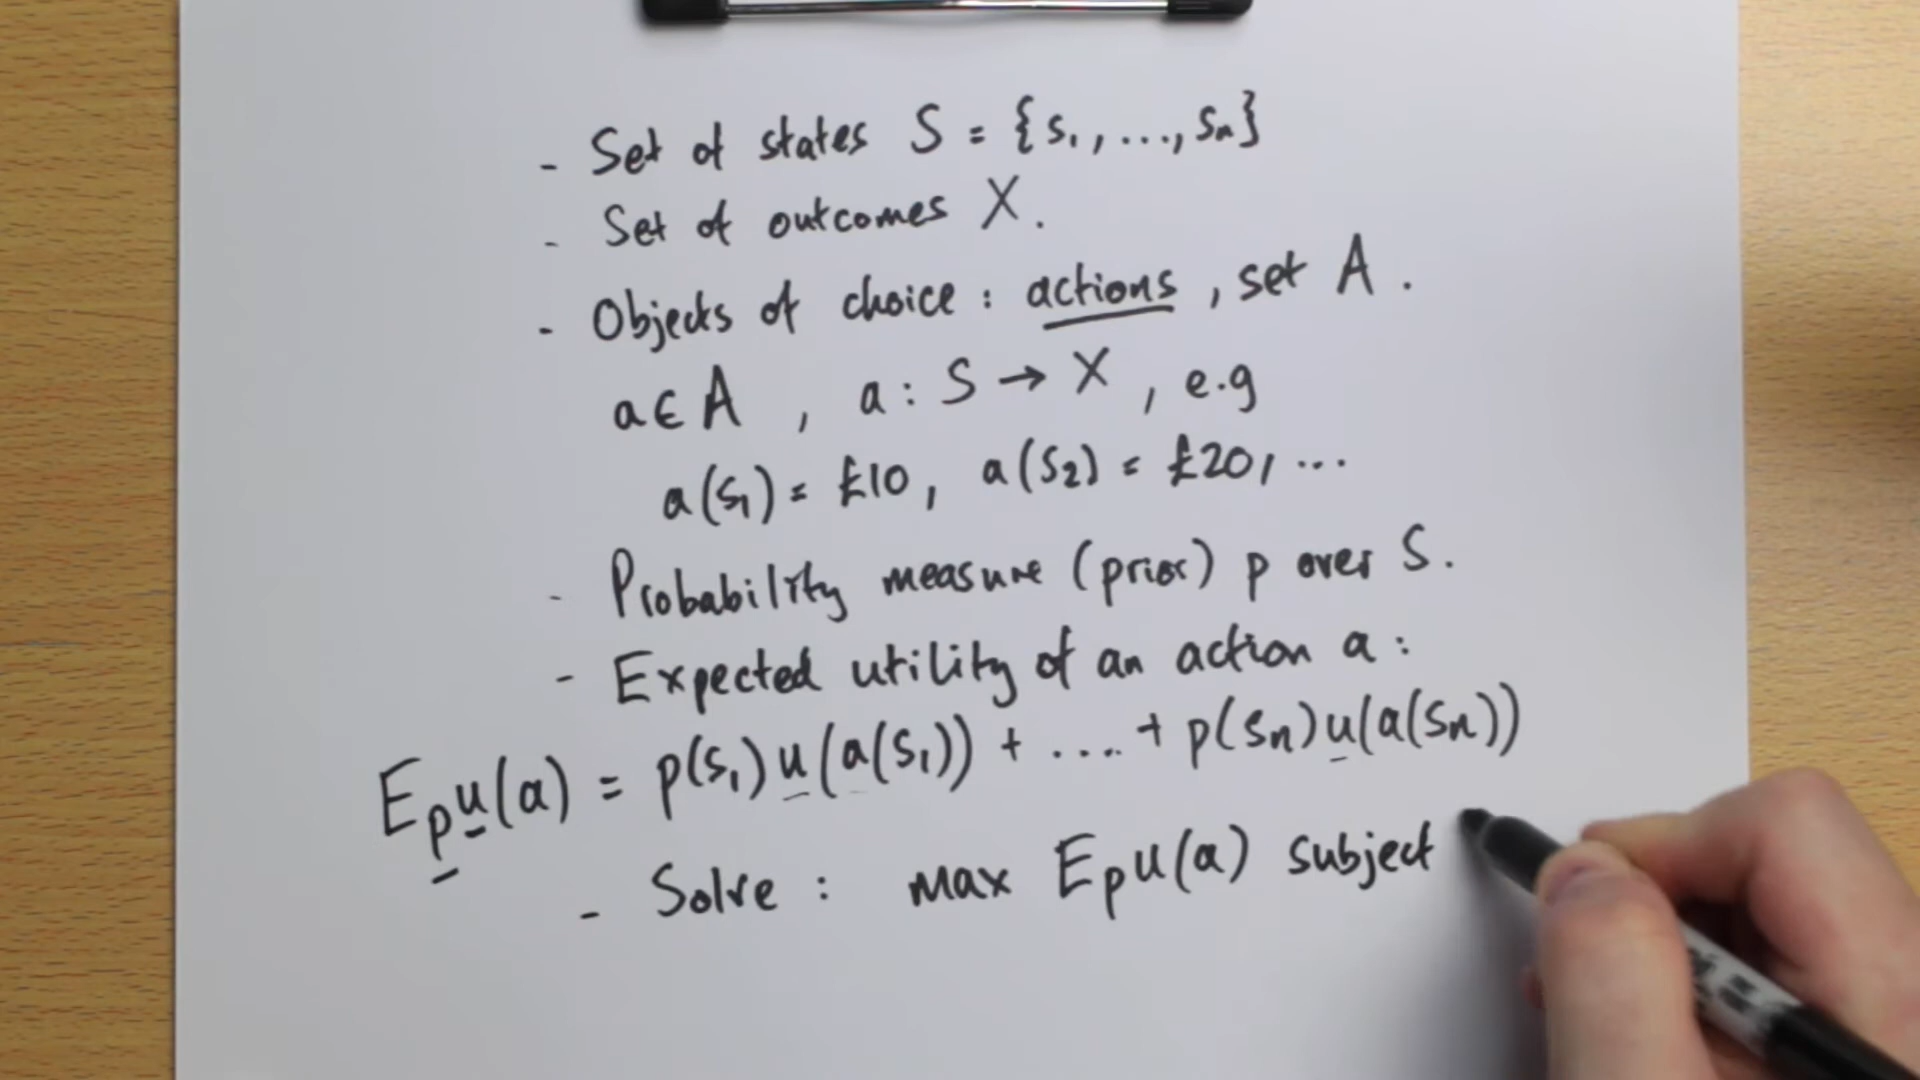 - Set of states S = {s₁, ..., sₙ}
- Set of outcomes X.
- Objects of choice : actions, set A.
a ∈ A , a : S → X , e.g
a(s₁) = £10, a(s₂) = £20, ...
- Probability measure (prior) p over S.
- Expected utility of an action a :
Eₚu(a) = p(s₁)u(a(s₁)) + .... + p(sₙ)u(a(sₙ))
- Solve : max Eₚu(a) subject